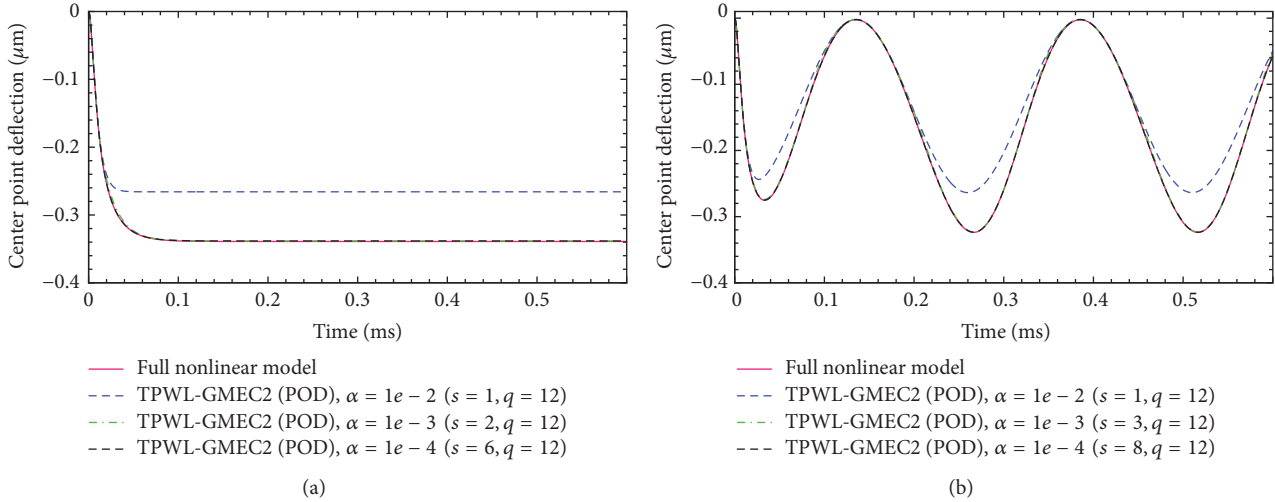 0
−0.1
−0.2
−0.3
−0.4
Center point deflection (μm)
0 0.1 0.2 0.3 0.4 0.5
Time (ms)
Full nonlinear model
TPWL-GMEC2 (POD), α = 1e − 2 (s = 1, q = 12)
TPWL-GMEC2 (POD), α = 1e − 3 (s = 2, q = 12)
TPWL-GMEC2 (POD), α = 1e − 4 (s = 6, q = 12)
(a)
0
−0.1
−0.2
−0.3
−0.4
Center point deflection (μm)
0 0.1 0.2 0.3 0.4 0.5
Time (ms)
Full nonlinear model
TPWL-GMEC2 (POD), α = 1e − 2 (s = 1, q = 12)
TPWL-GMEC2 (POD), α = 1e − 3 (s = 3, q = 12)
TPWL-GMEC2 (POD), α = 1e − 4 (s = 8, q = 12)
(b)